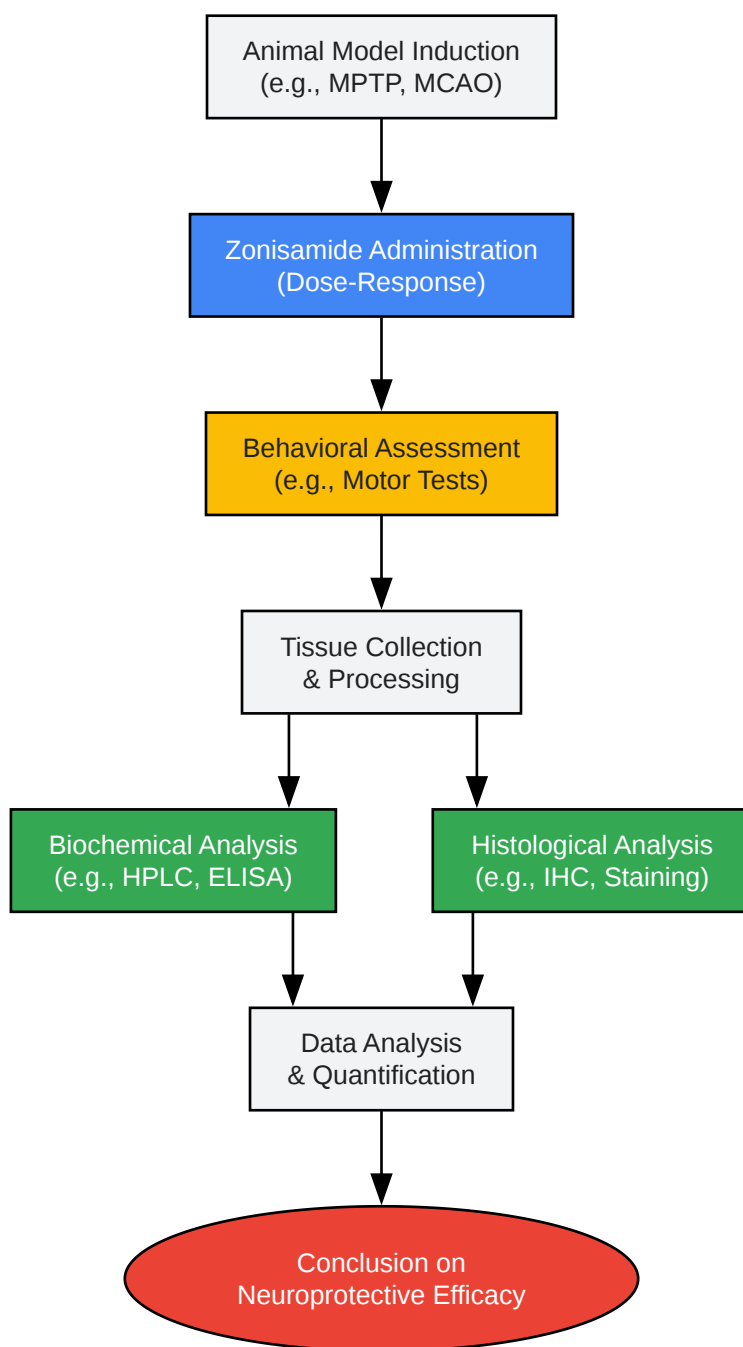 Animal Model Induction
(e.g., MPTP, MCAO)
Zonisamide Administration
(Dose-Response)
Behavioral Assessment
(e.g., Motor Tests)
Tissue Collection
& Processing
Biochemical Analysis
(e.g., HPLC, ELISA)
Histological Analysis
(e.g., IHC, Staining)
Data Analysis
& Quantification
Conclusion on
Neuroprotective Efficacy